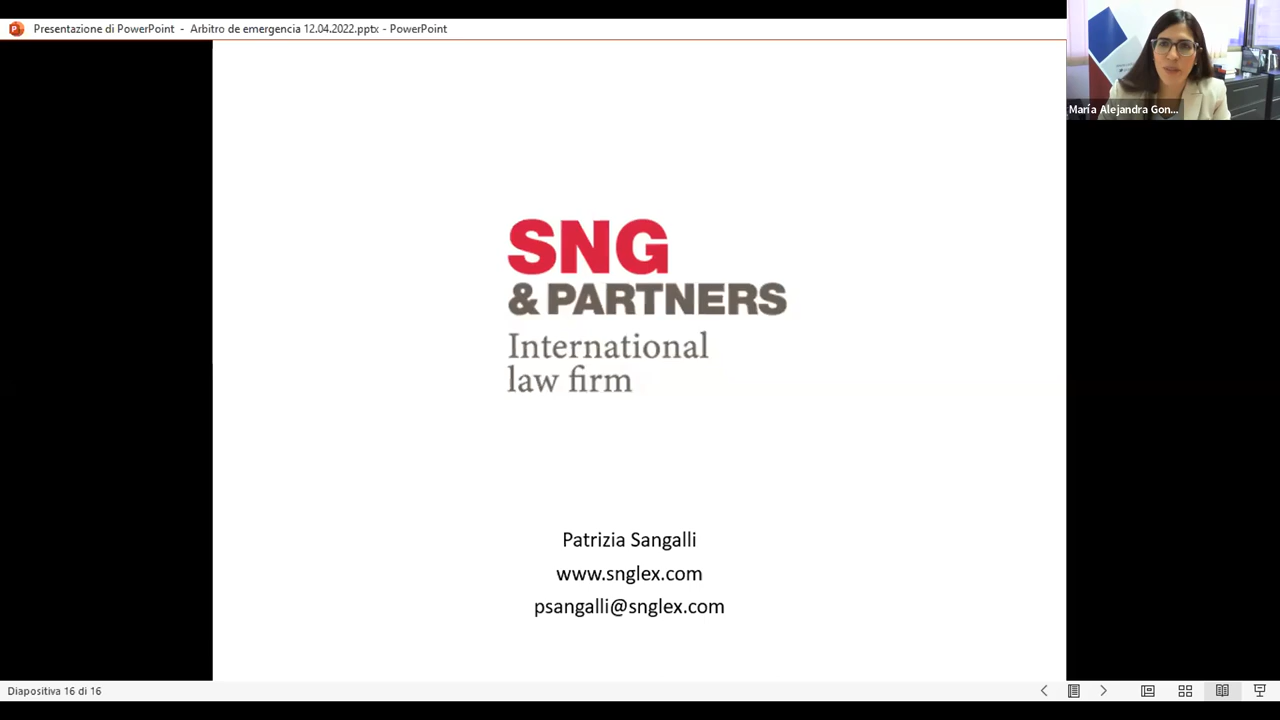 Presentazione di PowerPoint - Arbitro de emergencia 12.04.2022.pptx - PowerPoint
María Alejandra Gon...
SNG
& PARTNERS
International
law firm
Patrizia Sangalli
www.snglex.com
psangalli@snglex.com
Diapositiva 16 di 16